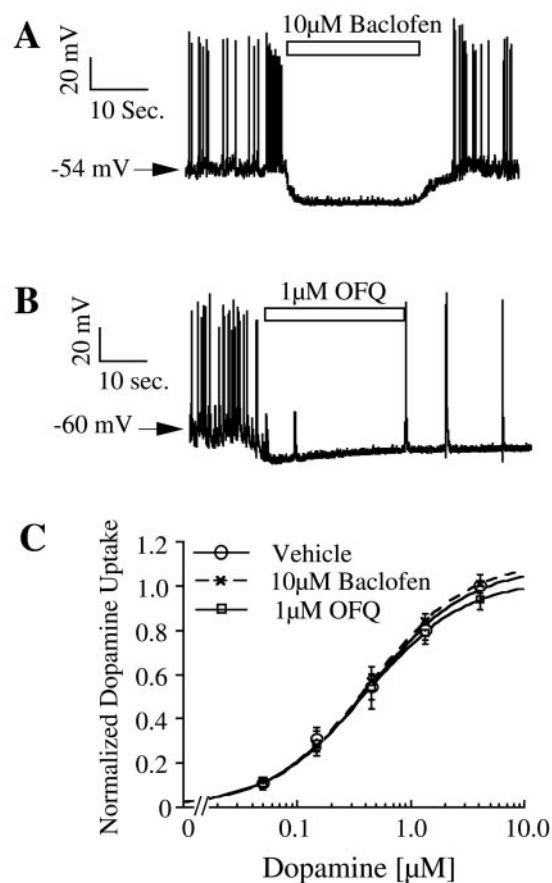 A
10µM Baclofen
20 mV
10 Sec.
-54 mV
B
1µM OFQ
20 mV
10 sec.
-60 mV
C
Normalized Dopamine Uptake
1.2
1.0
0.8
0.6
0.4
0.2
0
Vehicle
10µM Baclofen
1µM OFQ
0 0.1 1.0 10.0
Dopamine [µM]